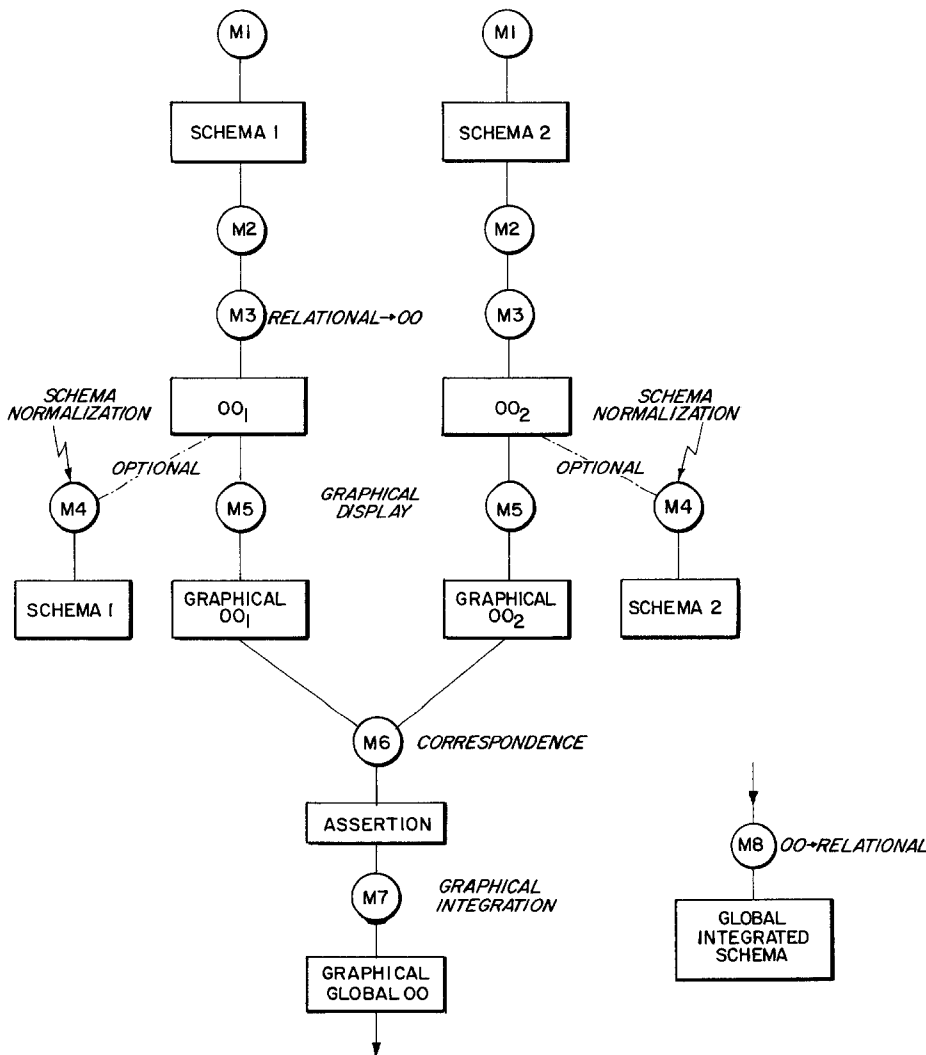 M1
M1
SCHEMA 1
SCHEMA 2
M2
M2
M3
RELATIONAL→OO
M3
SCHEMA
NORMALIZATION
OO1
OO2
SCHEMA
NORMALIZATION
OPTIONAL
OPTIONAL
M4
M5
GRAPHICAL
DISPLAY
M5
M4
SCHEMA 1
GRAPHICAL
OO1
GRAPHICAL
OO2
SCHEMA 2
M6
CORRESPONDENCE
ASSERTION
M8
OO→RELATIONAL
M7
GRAPHICAL
INTEGRATION
GLOBAL
INTEGRATED
SCHEMA
GRAPHICAL
GLOBAL OO